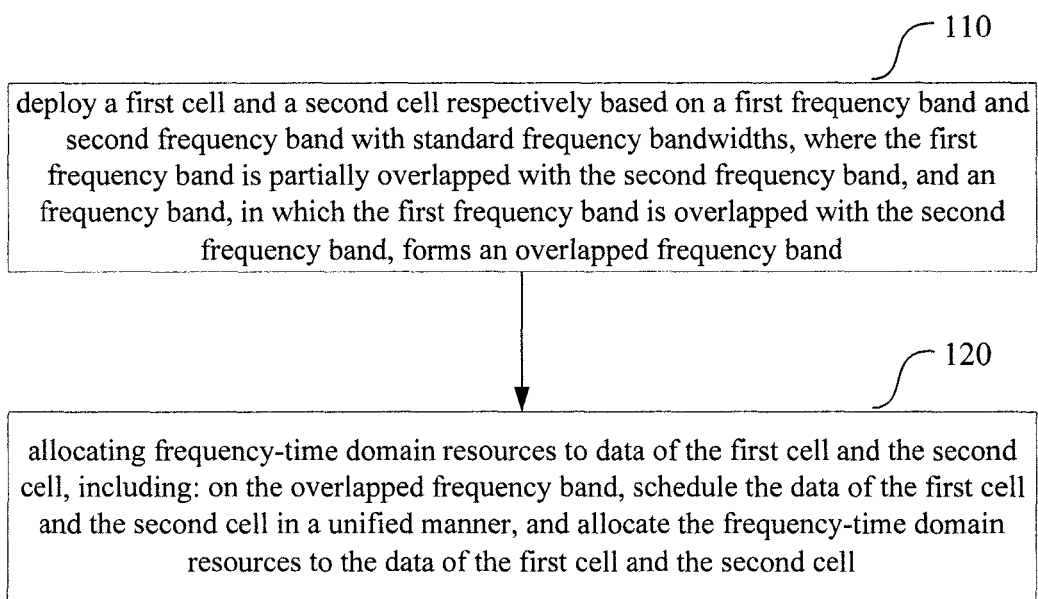 110
deploy a first cell and a second cell respectively based on a first frequency band and
second frequency band with standard frequency bandwidths, where the first
frequency band is partially overlapped with the second frequency band, and an
frequency band, in which the first frequency band is overlapped with the second
frequency band, forms an overlapped frequency band
120
allocating frequency-time domain resources to data of the first cell and the second
cell, including: on the overlapped frequency band, schedule the data of the first cell
and the second cell in a unified manner, and allocate the frequency-time domain
resources to the data of the first cell and the second cell